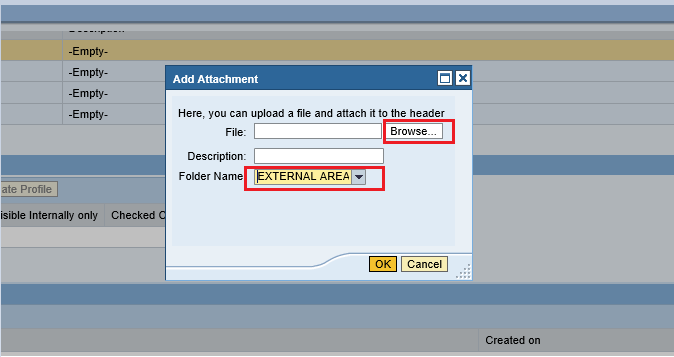 Description
-Empty-
-Empty-
-Empty-
-Empty-
Add Attachment
Here, you can upload a file and attach it to the header
File:
Browse...
Description:
Folder Name:
EXTERNAL AREA
ate Profile
isible Internally only
Checked O
OK
Cancel
Created on